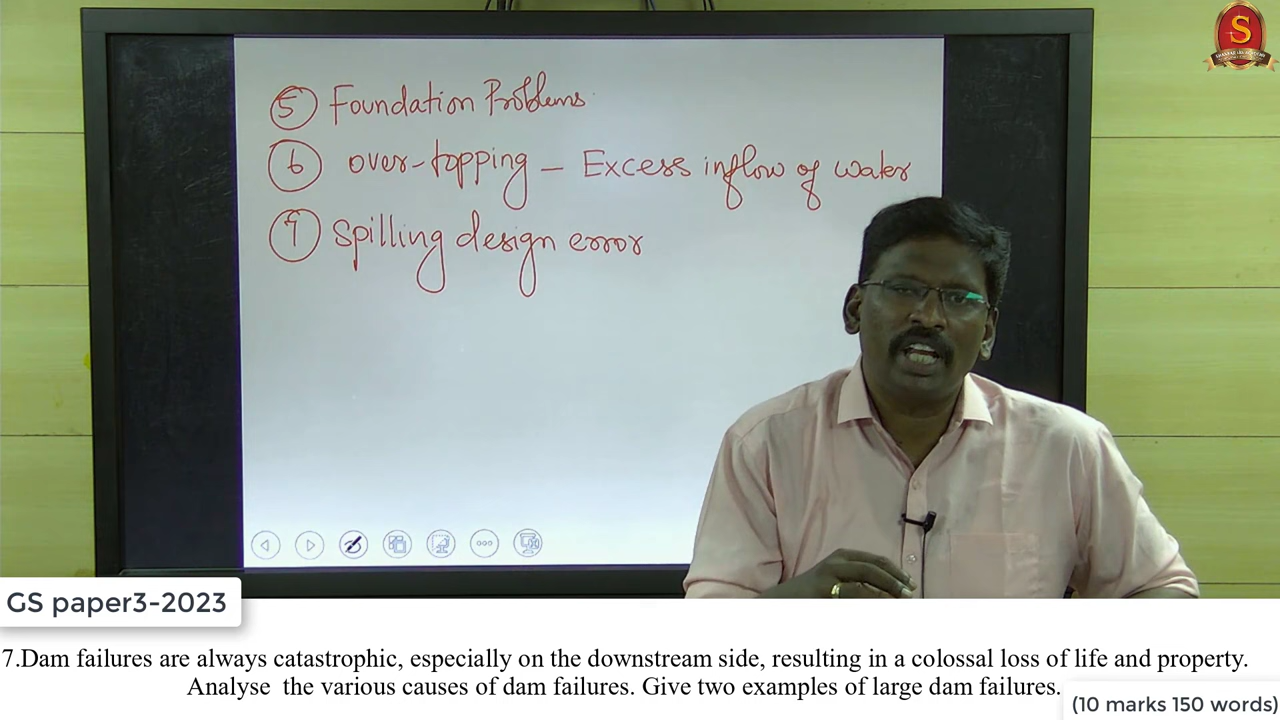 5 Foundation Problems
6 over-topping – Excess inflow of water
7 Spilling design error
S
GS paper3-2023
7.Dam failures are always catastrophic, especially on the downstream side, resulting in a colossal loss of life and property.
Analyse the various causes of dam failures. Give two examples of large dam failures.
(10 marks 150 words)